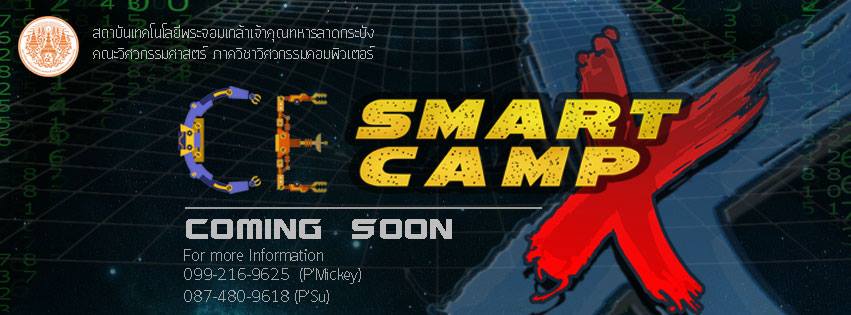 สถาบันเทคโนโลยีพระจอมเกล้าเจ้าคุณทหารลาดกระบัง
คณะวิศวกรรมศาสตร์ ภาควิชาวิศวกรรมคอมพิวเตอร์
CE SMART
CAMP X
COMING SOON
For more Information
099-216-9625 (P'Mickey)
087-480-9618 (P'Su)